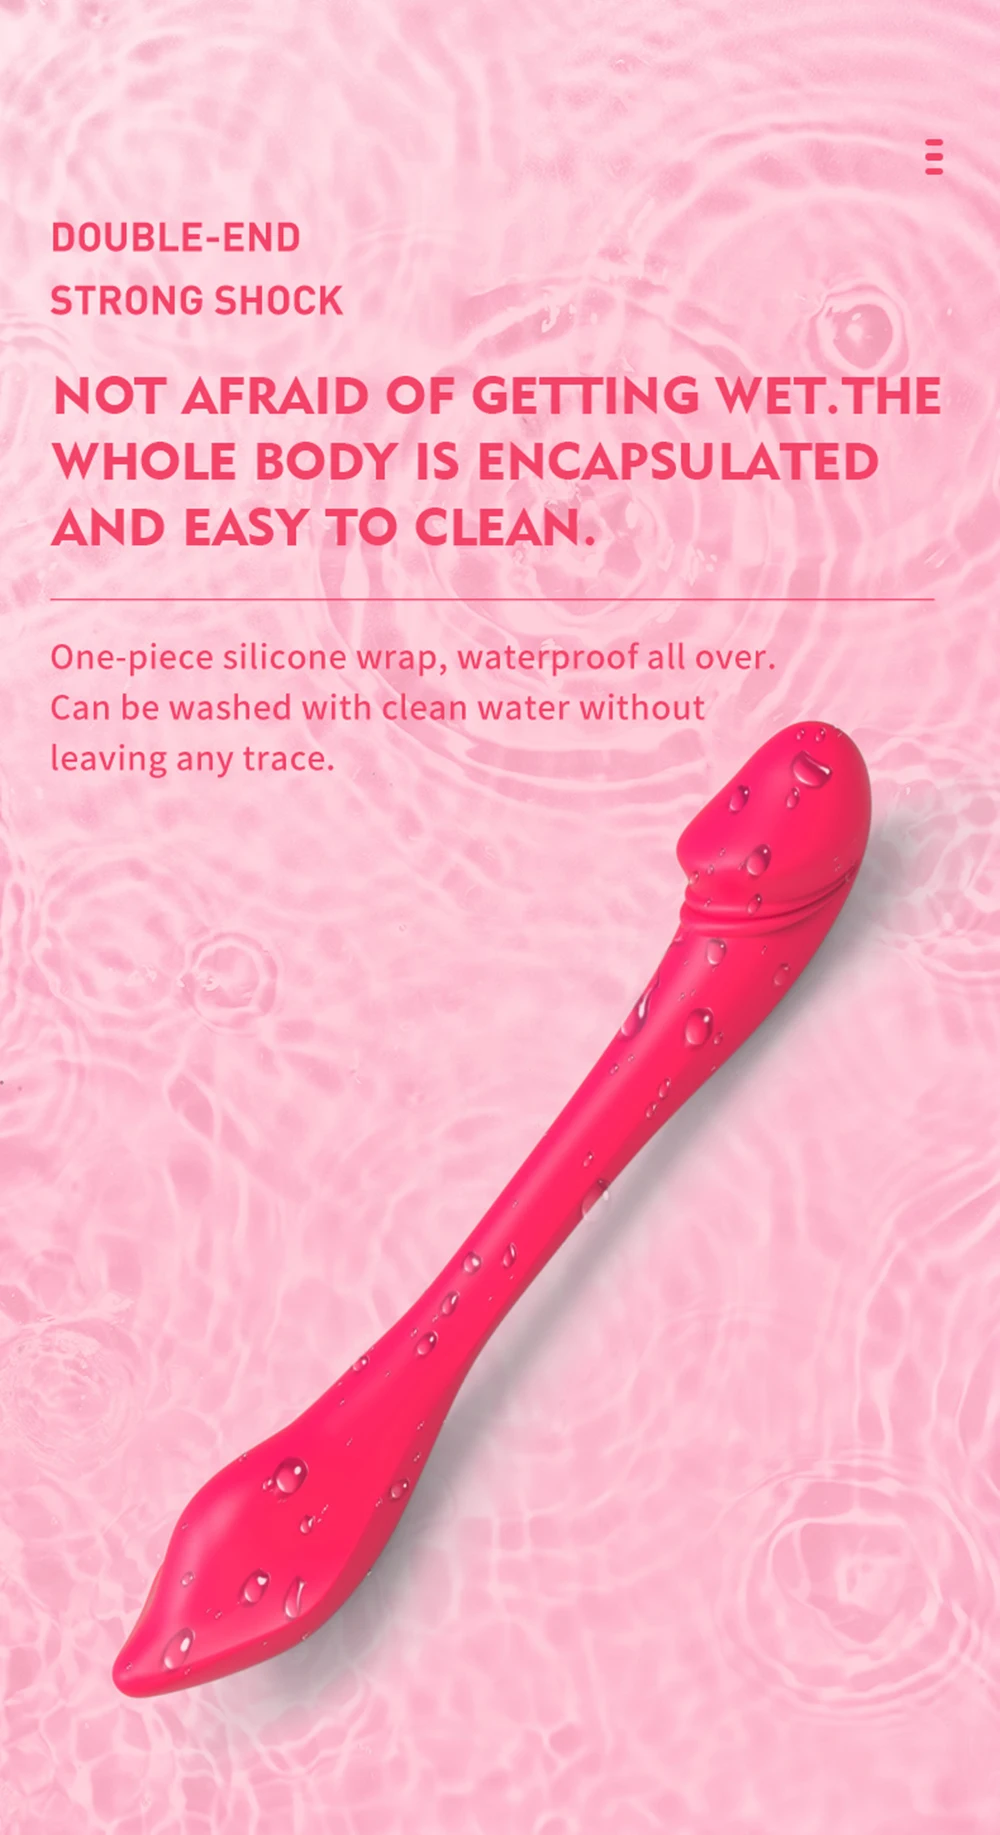 DOUBLE-END
STRONG SHOCK
NOT AFRAID OF GETTING WET.THE
WHOLE BODY IS ENCAPSULATED
AND EASY TO CLEAN.
One-piece silicone wrap, waterproof all over.
Can be washed with clean water without
leaving any trace.